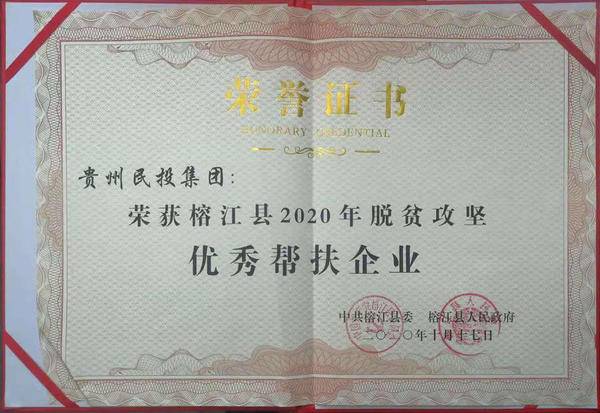 荣誉证书
HONORARY CREDENTIAL
贵州民投集团：
荣获榕江县2020年脱贫攻坚
优秀帮扶企业
中共榕江县委 榕江县人民政府
二〇二〇年十月十七日